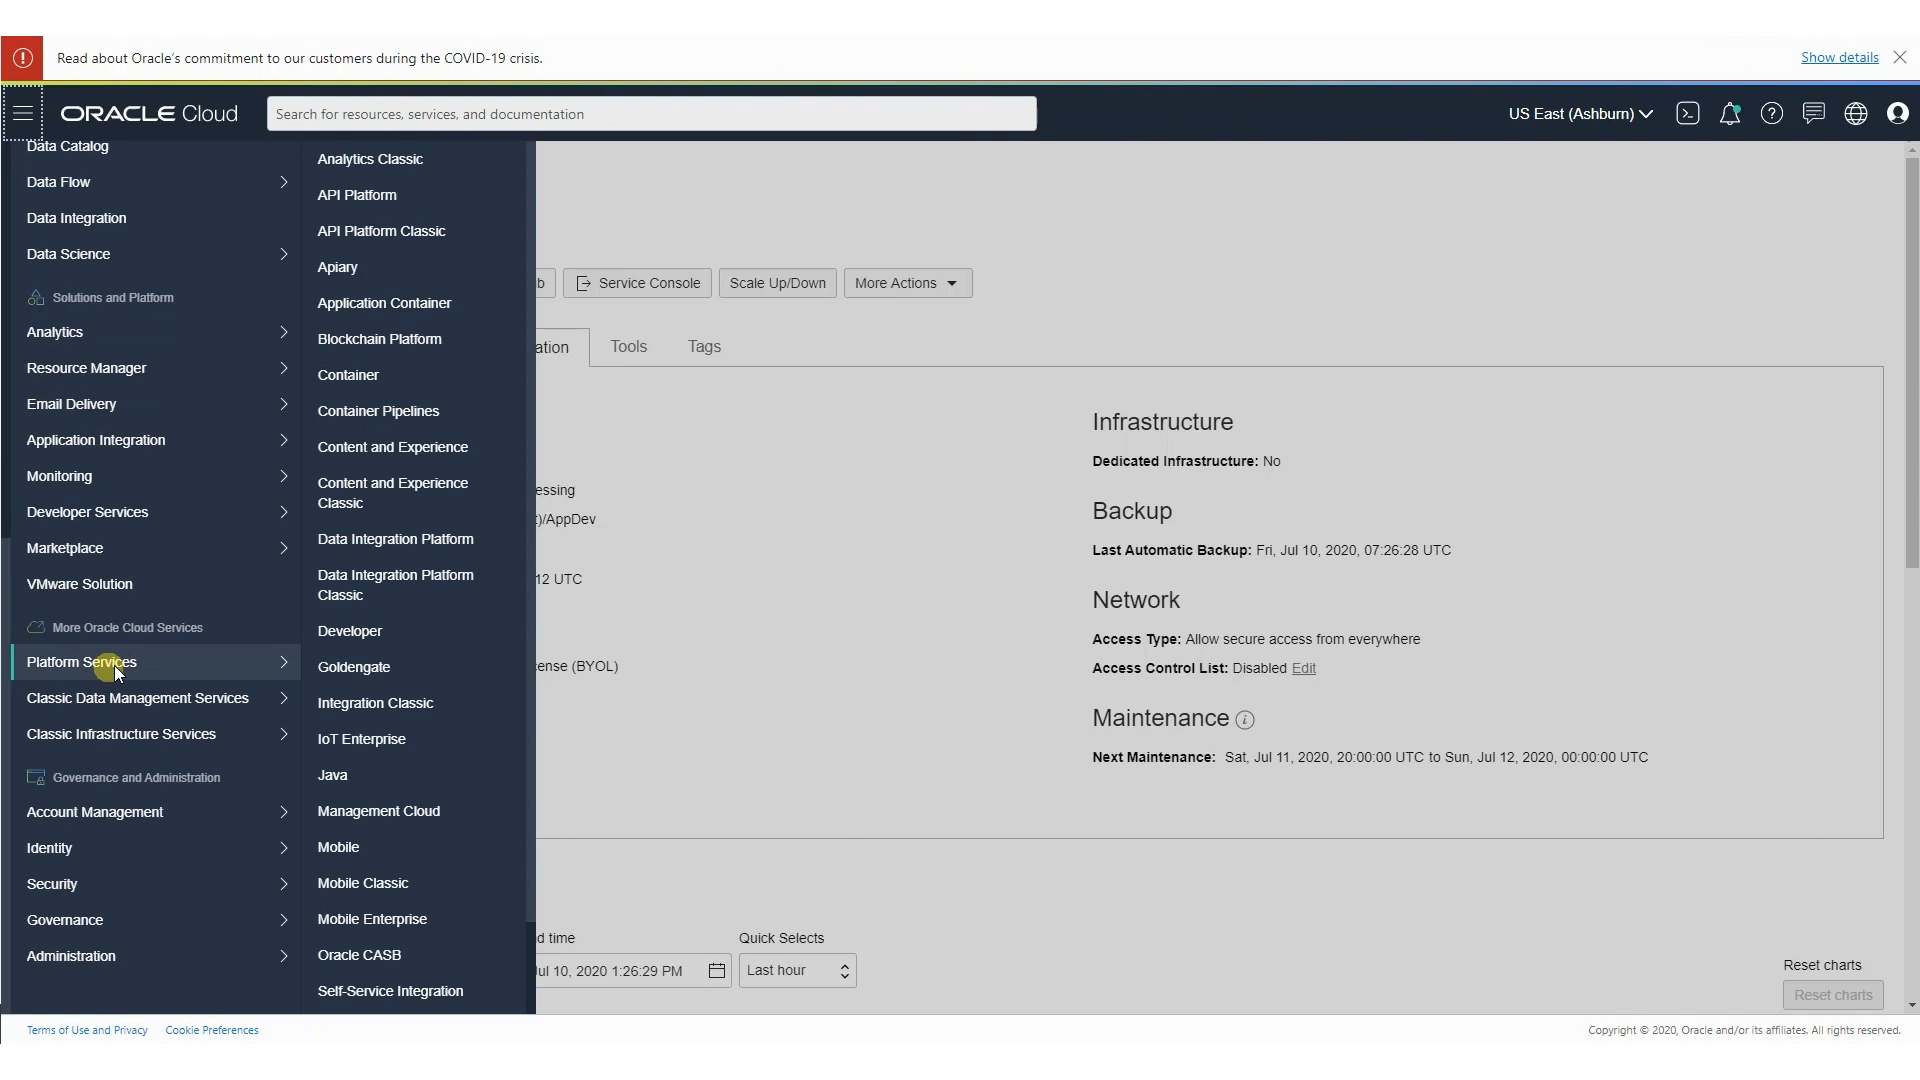 Read about Oracle's commitment to our customers during the COVID-19 crisis.
Show details
ORACLE Cloud
Search for resources, services, and documentation
US East (Ashburn)
Data Catalog
Data Flow
Data Integration
Data Science
Solutions and Platform
Analytics
Resource Manager
Email Delivery
Application Integration
Monitoring
Developer Services
Marketplace
VMware Solution
More Oracle Cloud Services
Platform Services
Classic Data Management Services
Classic Infrastructure Services
Governance and Administration
Account Management
Identity
Security
Governance
Administration
Analytics Classic
API Platform
API Platform Classic
Apiary
Application Container
Blockchain Platform
Container
Container Pipelines
Content and Experience
Content and Experience
Classic
Data Integration Platform
Data Integration Platform
Classic
Developer
Goldengate
Integration Classic
IoT Enterprise
Java
Management Cloud
Mobile
Mobile Classic
Mobile Enterprise
Oracle CASB
Self-Service Integration
b
Service Console
Scale Up/Down
More Actions
ation
Tools
Tags
essing
t)/AppDev
12 UTC
ense (BYOL)
Infrastructure
Dedicated Infrastructure: No
Backup
Last Automatic Backup: Fri, Jul 10, 2020, 07:26:28 UTC
Network
Access Type: Allow secure access from everywhere
Access Control List: Disabled Edit
Maintenance
Next Maintenance: Sat, Jul 11, 2020, 20:00:00 UTC to Sun, Jul 12, 2020, 00:00:00 UTC
d time
Jul 10, 2020 1:26:29 PM
Quick Selects
Last hour
Reset charts
Reset charts
Terms of Use and Privacy
Cookie Preferences
Copyright © 2020, Oracle and/or its affiliates. All rights reserved.